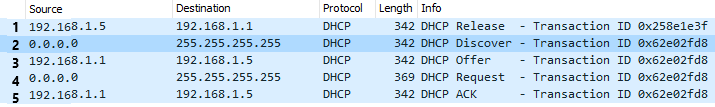 Source Destination Protocol Length Info
1 192.168.1.5 192.168.1.1 DHCP 342 DHCP Release - Transaction ID 0x258e1e3f
2 0.0.0.0 255.255.255.255 DHCP 342 DHCP Discover - Transaction ID 0x62e02fd8
3 192.168.1.1 192.168.1.5 DHCP 342 DHCP Offer - Transaction ID 0x62e02fd8
4 0.0.0.0 255.255.255.255 DHCP 369 DHCP Request - Transaction ID 0x62e02fd8
5 192.168.1.1 192.168.1.5 DHCP 342 DHCP ACK - Transaction ID 0x62e02fd8